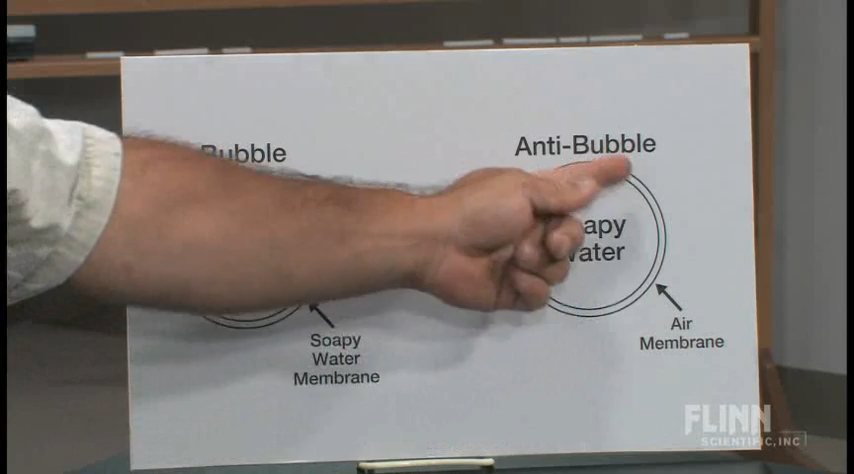 Bubble
Anti-Bubble
apy
ater
Soapy
Water
Membrane
Air
Membrane
FLINN
SCIENTIFIC, INC